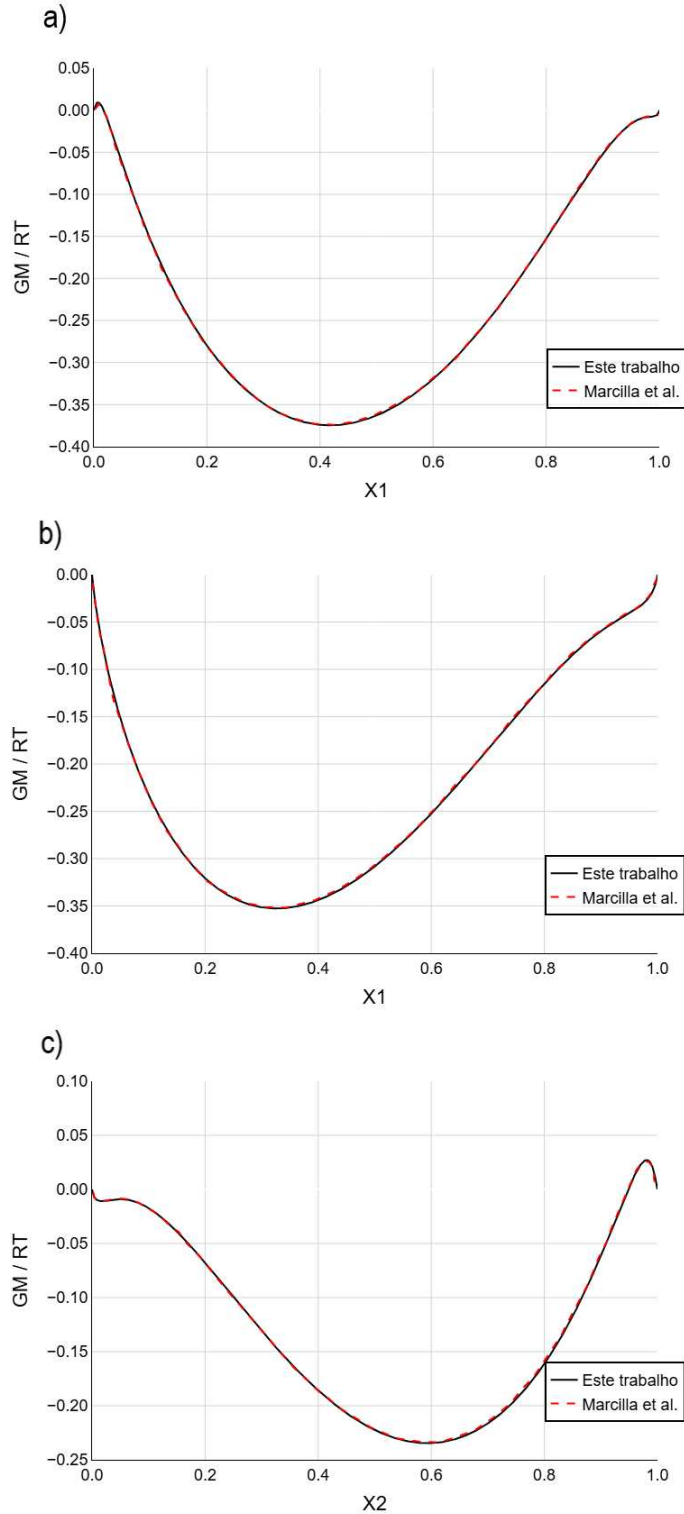 a)
0.05
0.00
−0.05
−0.10
−0.15
−0.20
−0.25
−0.30
−0.35
−0.40
GM / RT
Este trabalho
Marcilla et al.
0.0 0.2 0.4 0.6 0.8 1.0
X1
b)
0.00
−0.05
−0.10
−0.15
−0.20
−0.25
−0.30
−0.35
−0.40
GM / RT
Este trabalho
Marcilla et al.
0.0 0.2 0.4 0.6 0.8 1.0
X1
c)
0.10
0.05
0.00
−0.05
−0.10
−0.15
−0.20
−0.25
GM / RT
Este trabalho
Marcilla et al.
0.0 0.2 0.4 0.6 0.8 1.0
X2